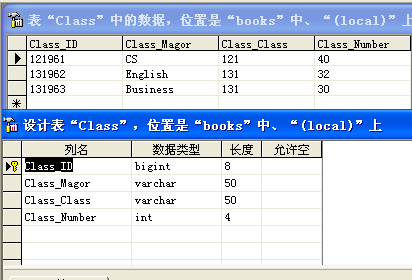 表“Class”中的数据，位置是“books”中、“(local)”上
Class_ID Class_Magor Class_Class Class_Number
121961 CS 121 40
131962 English 131 32
131963 Business 131 30
设计表“Class”，位置是“books”中、“(local)”上
列名 数据类型 长度 允许空
Class_ID bigint 8
Class_Magor varchar 50
Class_Class varchar 50
Class_Number int 4